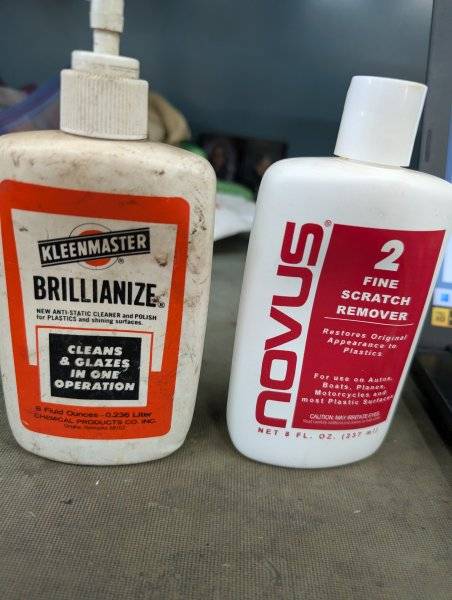 KLEENMASTER
®
BRILLIANIZE®
NEW ANTI-STATIC CLEANER and POLISH
for PLASTICS and shining surfaces.
CLEANS
& GLAZES
IN ONE
OPERATION
8 Fluid Ounces - 0.236 Liter
CHEMICAL PRODUCTS CO. INC.
Omaha, Nebraska
NOVUS®
2
FINE
SCRATCH
REMOVER
Restores Original
Appearance to
Plastics
For use on Autos,
Boats, Planes,
Motorcycles and
most Plastic Surfaces
CAUTION: MAY IRRITATE EYES.
NET 8 FL. OZ. (237 ml)